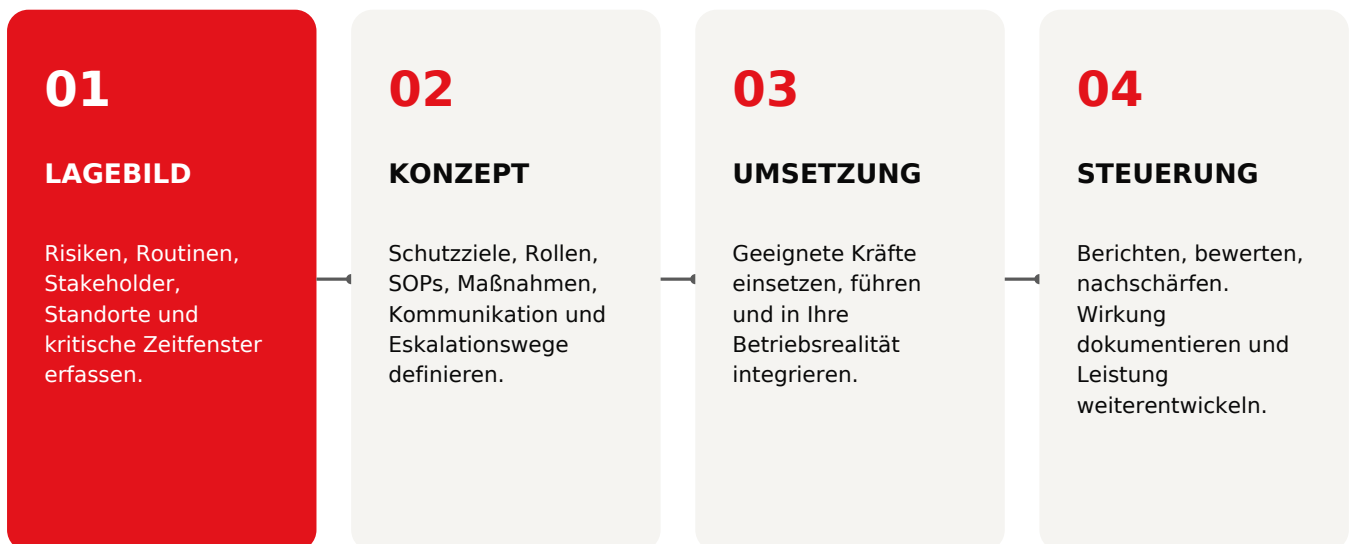 01
LAGEBILD
Risiken, Routinen,
Stakeholder,
Standorte und
kritische Zeitfenster
erfassen.
02
KONZEPT
Schutzziele, Rollen,
SOPs, Maßnahmen,
Kommunikation und
Eskalationswege
definieren.
03
UMSETZUNG
Geeignete Kräfte
einsetzen, führen
und in Ihre
Betriebsrealität
integrieren.
04
STEUERUNG
Berichten, bewerten,
nachschärfen.
Wirkung
dokumentieren und
Leistung
weiterentwickeln.